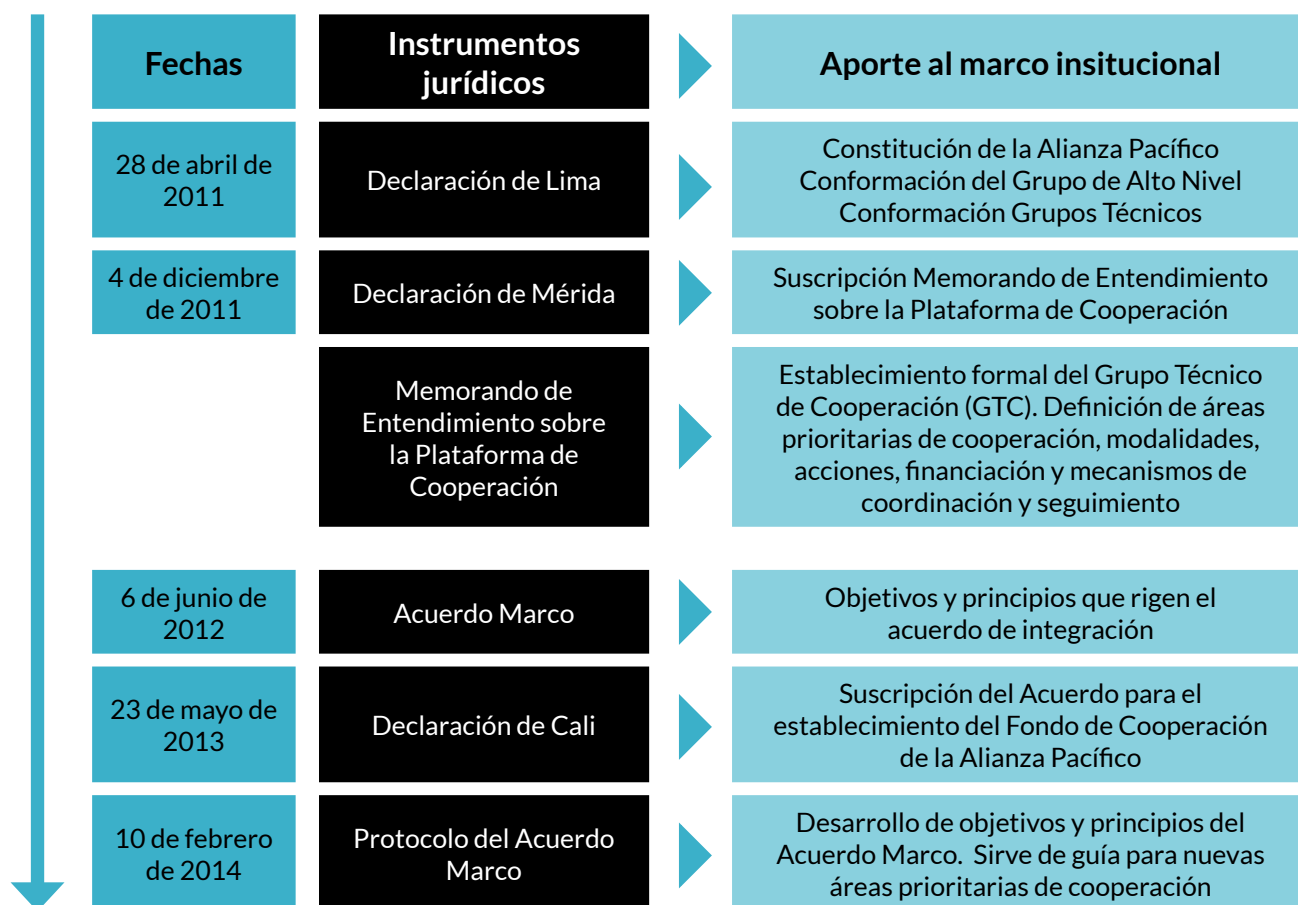 Fechas
Instrumentos
jurídicos
Aporte al marco insitucional
28 de abril de
2011
Declaración de Lima
Constitución de la Alianza Pacífico
Conformación del Grupo de Alto Nivel
Conformación Grupos Técnicos
4 de diciembre
de 2011
Declaración de Mérida
Suscripción Memorando de Entendimiento
sobre la Plataforma de Cooperación
Memorando de
Entendimiento sobre
la Plataforma de
Cooperación
Establecimiento formal del Grupo Técnico
de Cooperación (GTC). Definición de áreas
prioritarias de cooperación, modalidades,
acciones, financiación y mecanismos de
coordinación y seguimiento
6 de junio de
2012
Acuerdo Marco
Objetivos y principios que rigen el
acuerdo de integración
23 de mayo de
2013
Declaración de Cali
Suscripción del Acuerdo para el
establecimiento del Fondo de Cooperación
de la Alianza Pacífico
10 de febrero
de 2014
Protocolo del Acuerdo
Marco
Desarrollo de objetivos y principios del
Acuerdo Marco. Sirve de guía para nuevas
áreas prioritarias de cooperación